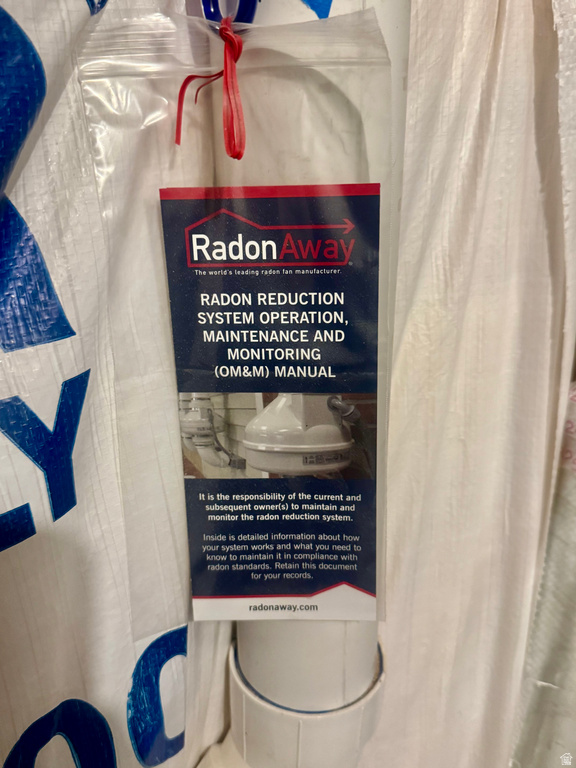 RadonAway
The world's leading radon fan manufacturer.
RADON REDUCTION
SYSTEM OPERATION,
MAINTENANCE AND
MONITORING
(OM&M) MANUAL
It is the responsibility of the current and
subsequent owner(s) to maintain and
monitor the radon reduction system.
Inside is detailed information about how
your system works and what you need to
know to maintain it in compliance with
radon standards. Retain this document
for your records.
radonaway.com